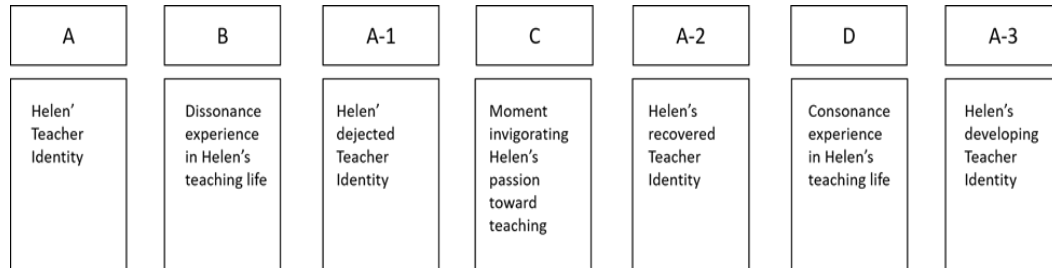 A
B
A-1
C
A-2
D
A-3
Helen'
Teacher
Identity
Dissonance
experience
in Helen's
teaching life
Helen'
dejected
Teacher
Identity
Moment
invigorating
Helen's
passion
toward
teaching
Helen's
recovered
Teacher
Identity
Consonance
experience
in Helen's
teaching life
Helen's
developing
Teacher
Identity